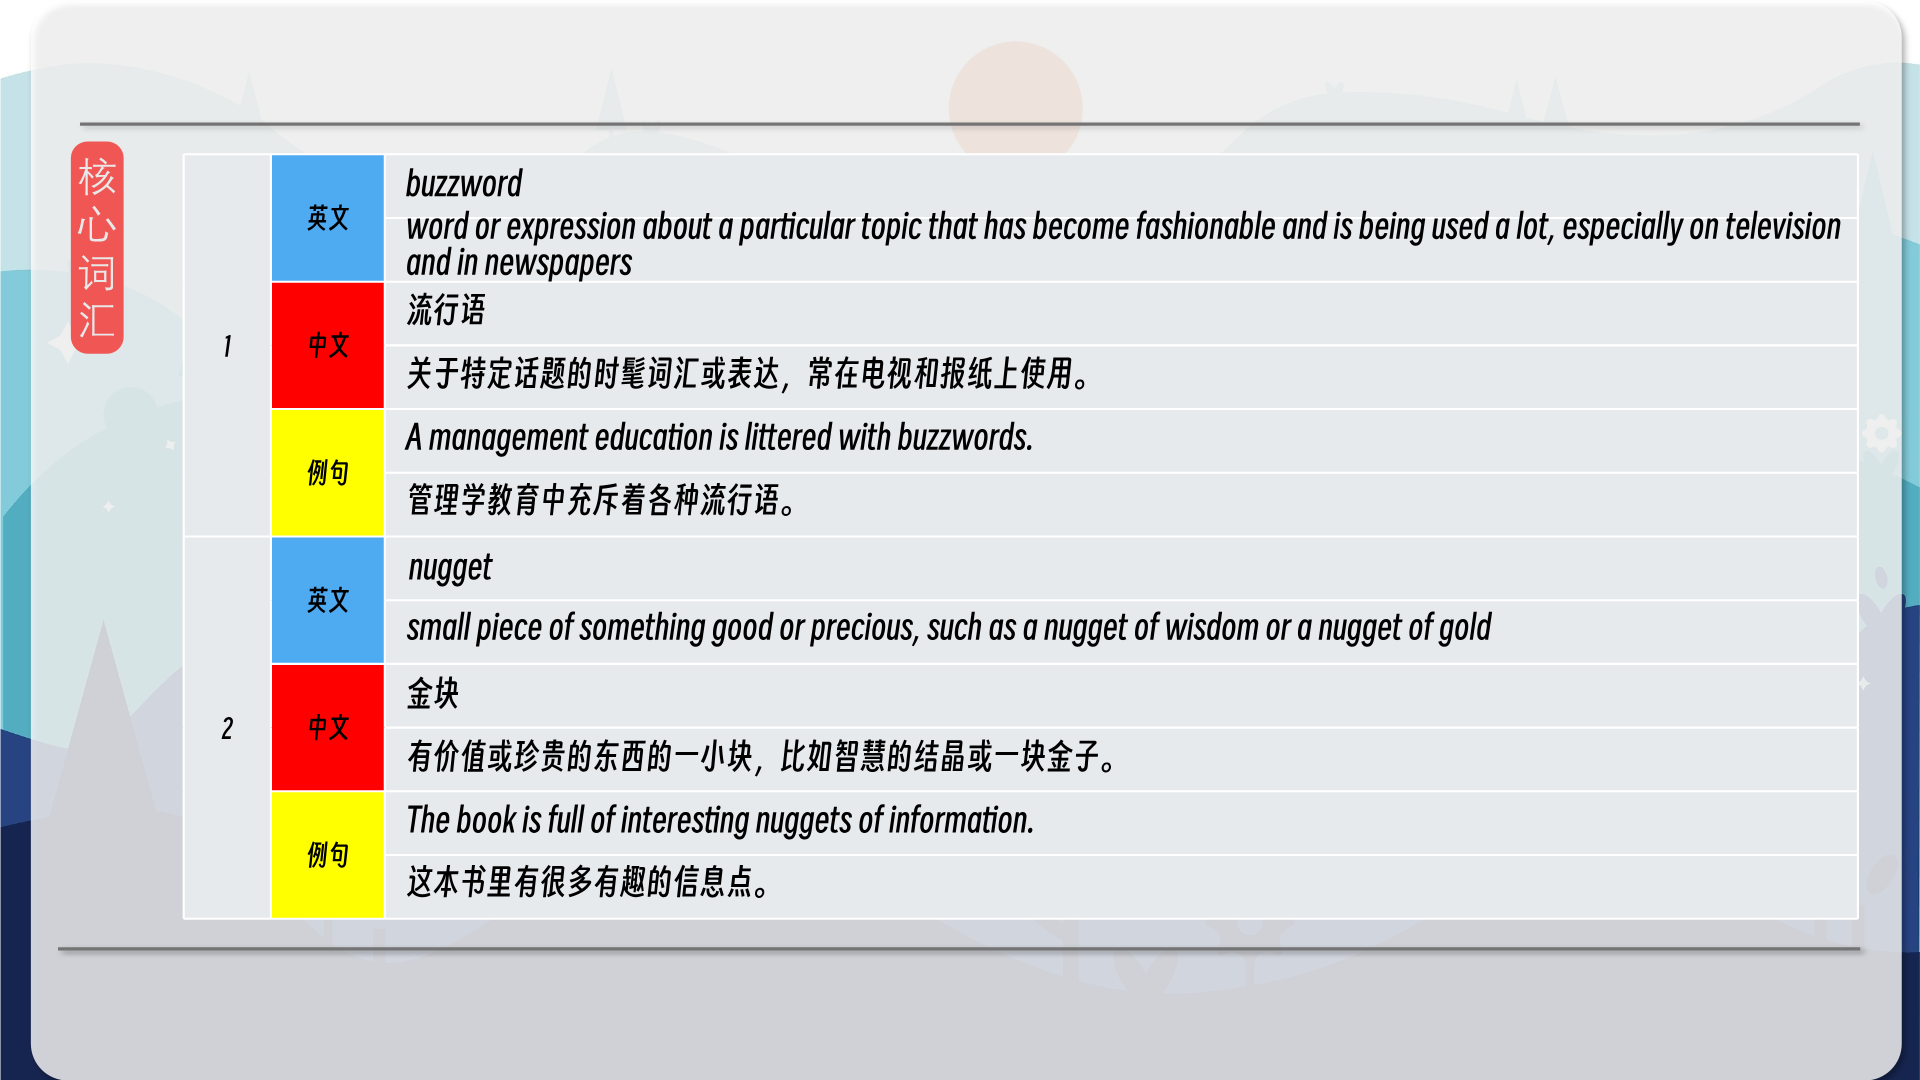 核
心
词
汇
1
英文
buzzword
word or expression about a particular topic that has become fashionable and is being used a lot, especially on television
and in newspapers
中文
流行语
关于特定话题的时髦词汇或表达，常在电视和报纸上使用。
例句
A management education is littered with buzzwords.
管理学教育中充斥着各种流行语。
2
英文
nugget
small piece of something good or precious, such as a nugget of wisdom or a nugget of gold
中文
金块
有价值或珍贵的东西的一小块，比如智慧的结晶或一块金子。
例句
The book is full of interesting nuggets of information.
这本书里有很多有趣的信息点。